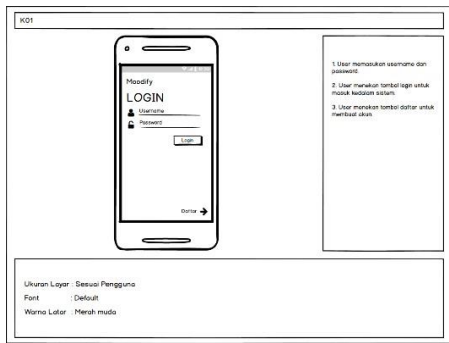 K01
Moodify
LOGIN
Username
Password
Login
Daftar
1. User memasukan username dan
password.
2. User menekan tombol login untuk
masuk kedalam sistem.
3. User menekan tombol daftar untuk
membuat akun.
Ukuran Layar : Sesuai Pengguna
Font : Default
Warna Latar : Merah muda